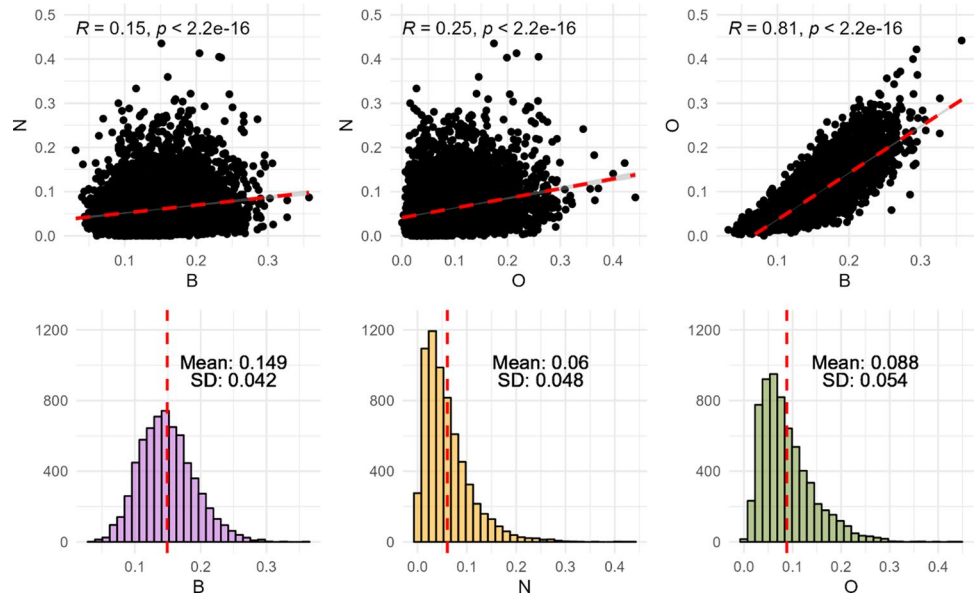 R = 0.15, p < 2.2e-16
0.5
0.4
0.3
0.2
0.1
0.0
N
0.1 0.2 0.3
B
R = 0.25, p < 2.2e-16
0.5
0.4
0.3
0.2
0.1
0.0
N
0.0 0.1 0.2 0.3 0.4
O
R = 0.81, p < 2.2e-16
0.5
0.4
0.3
0.2
0.1
0.0
O
0.1 0.2 0.3
B
1200
800
400
0
Mean: 0.149
SD: 0.042
0.1 0.2 0.3
B
1200
800
400
0
Mean: 0.06
SD: 0.048
0.0 0.1 0.2 0.3 0.4
N
1200
800
400
0
Mean: 0.088
SD: 0.054
0.0 0.1 0.2 0.3 0.4
O